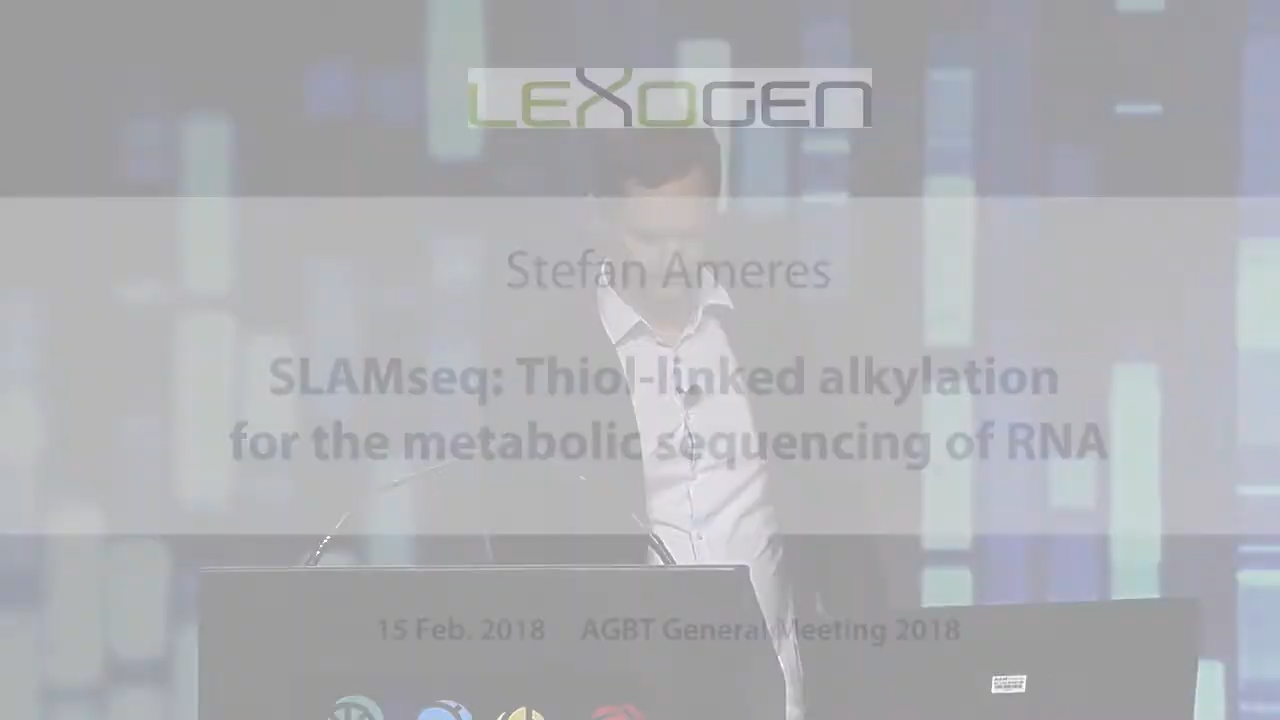 LEXOGEN
Stefan Ameres
SLAMseq: Thiol-linked alkylation
for the metabolic sequencing of RNA
15 Feb. 2018 AGBT General Meeting 2018